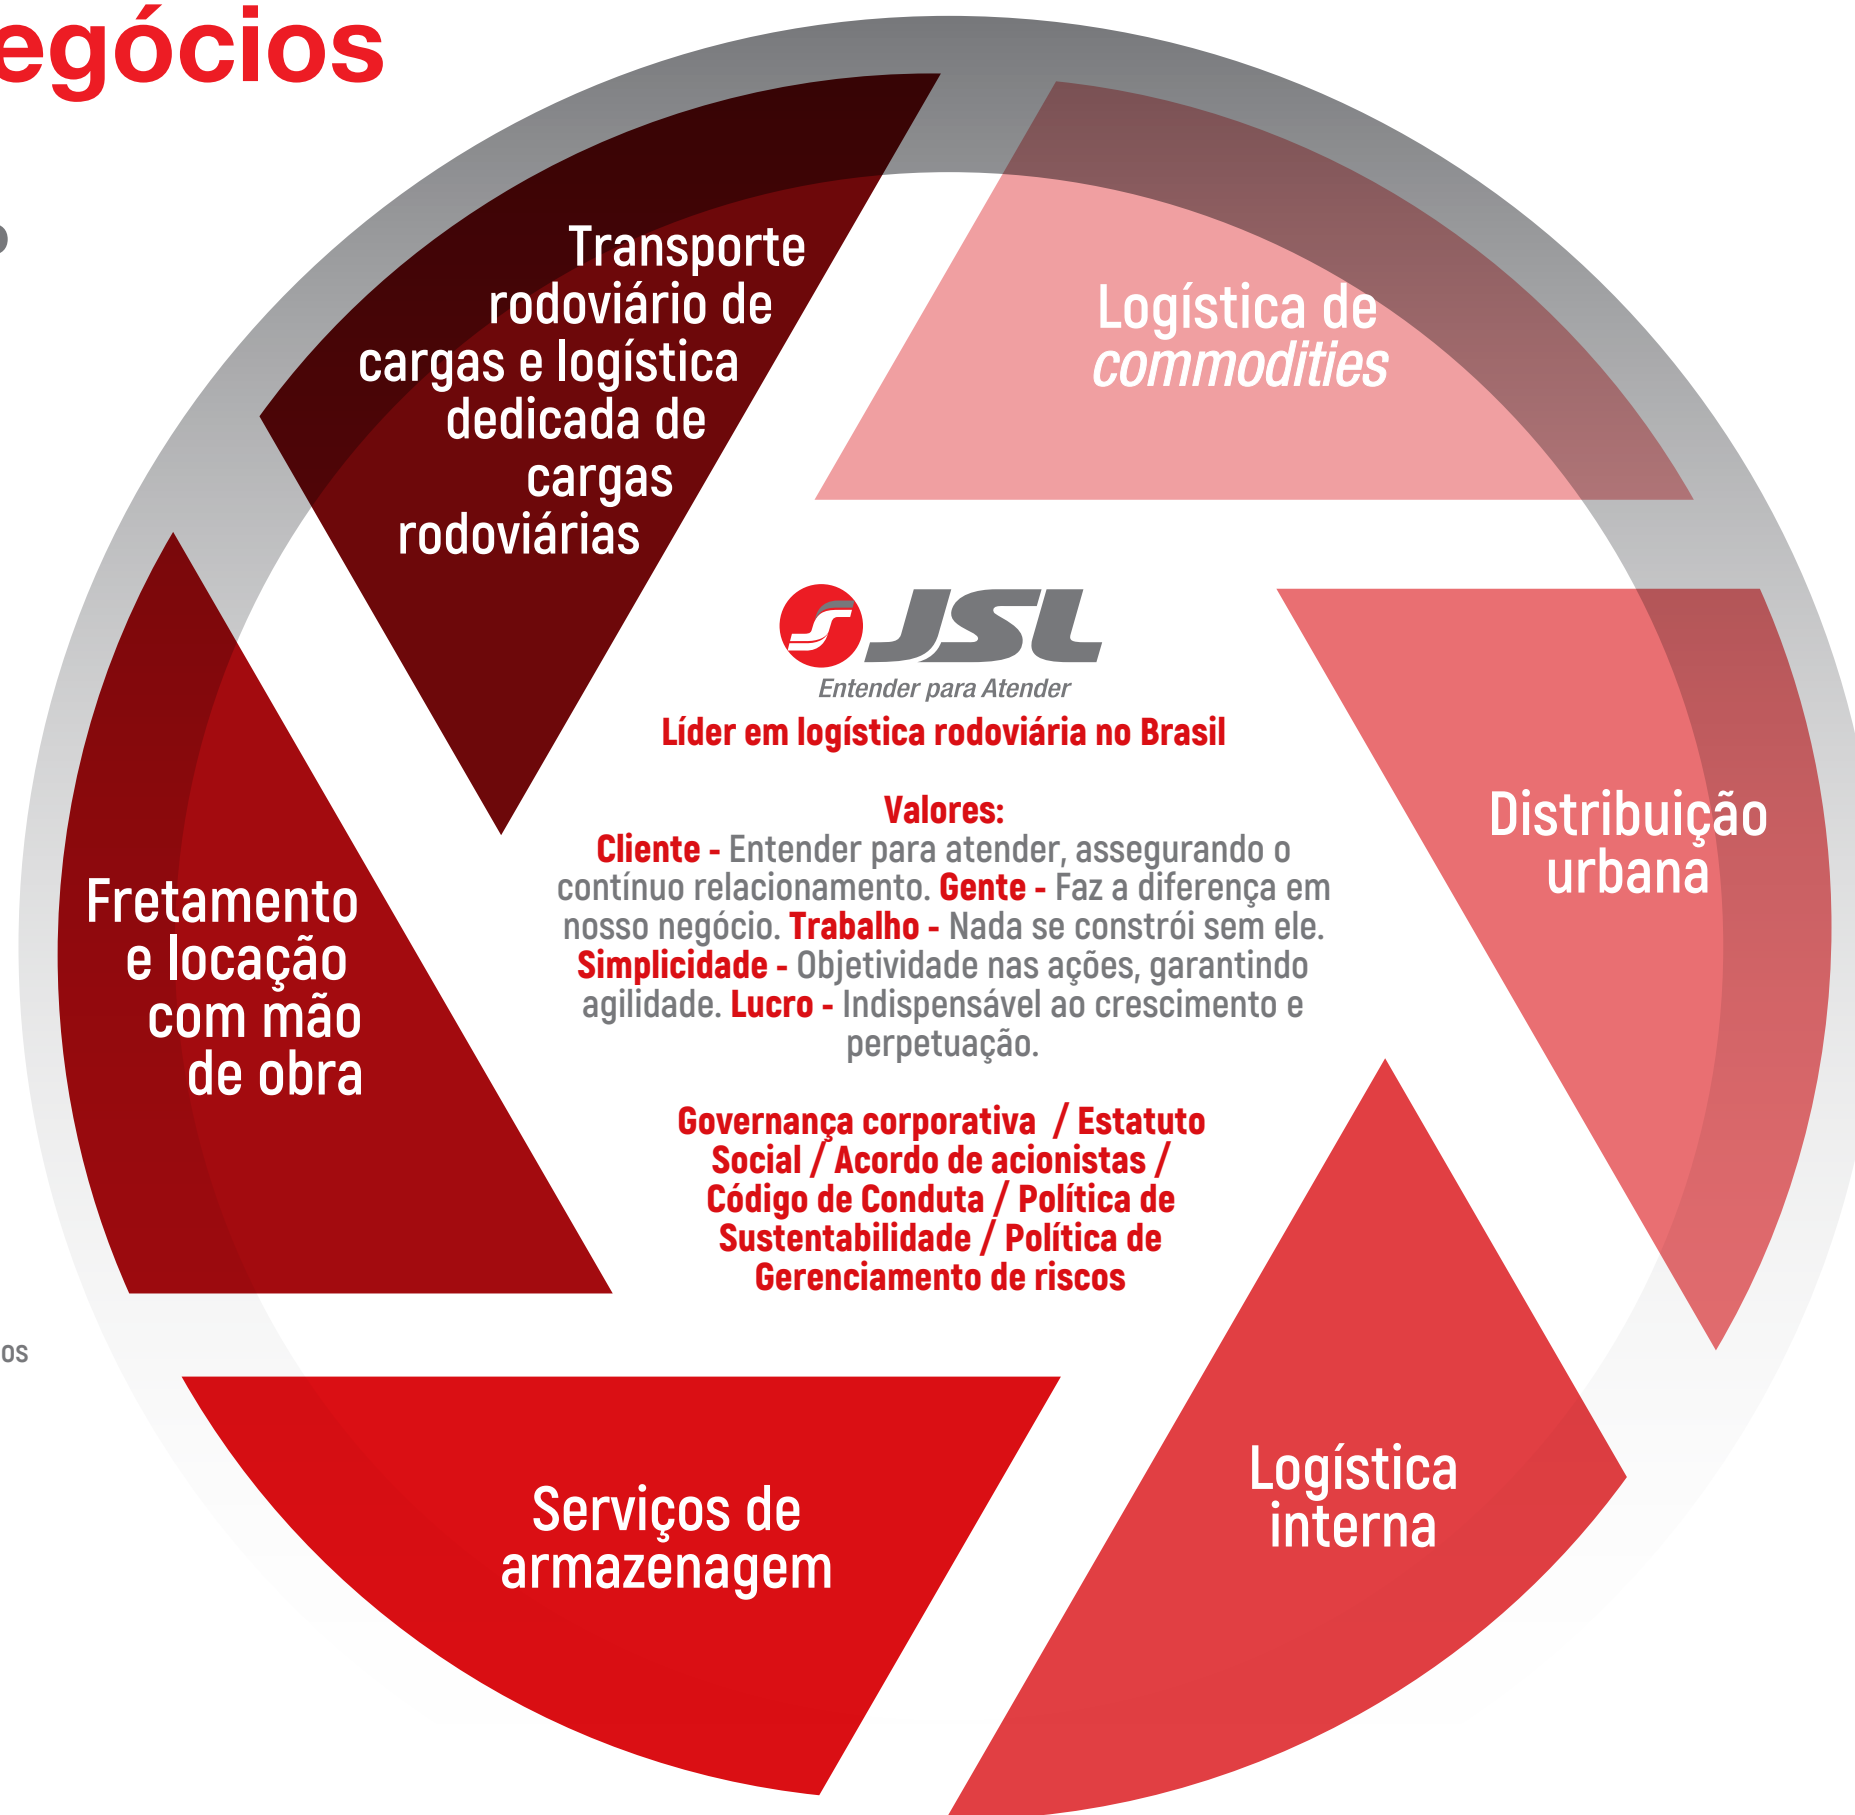 egócios
Transporte
rodoviário de
cargas e logística
dedicada de
cargas
rodoviárias
Logística de
commodities
JSL
Entender para Atender
Líder em logística rodoviária no Brasil
Valores:
Cliente - Entender para atender, assegurando o
contínuo relacionamento. Gente - Faz a diferença em
nosso negócio. Trabalho - Nada se constrói sem ele.
Simplicidade - Objetividade nas ações, garantindo
agilidade. Lucro - Indispensável ao crescimento e
perpetuação.
Governança corporativa / Estatuto
Social / Acordo de acionistas /
Código de Conduta / Política de
Sustentabilidade / Política de
Gerenciamento de riscos
Distribuição
urbana
Fretamento
e locação
com mão
de obra
os
Serviços de
armazenagem
Logística
interna